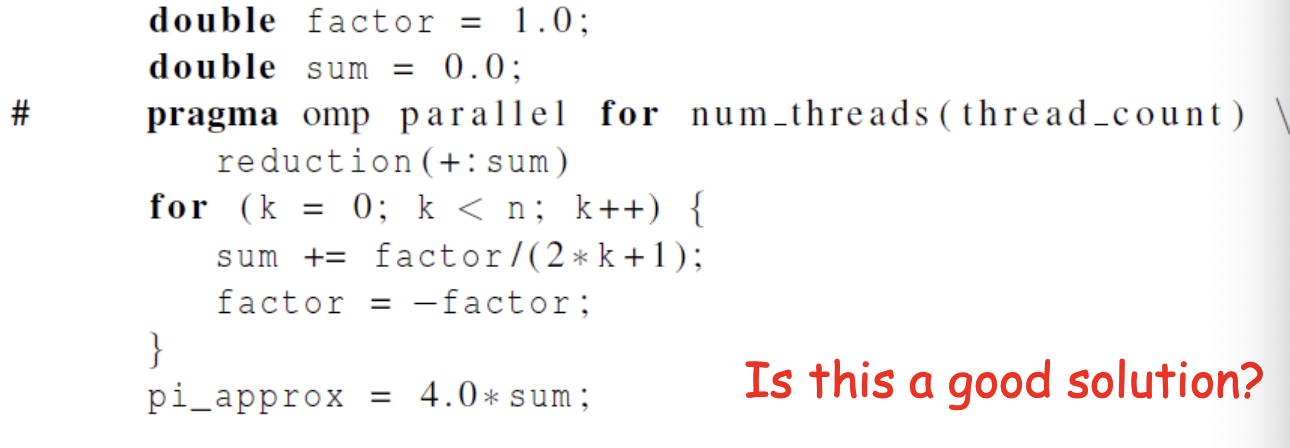 double factor = 1.0;
double sum = 0.0;
# pragma omp parallel for num_threads(thread_count) \
reduction(+:sum)
for (k = 0; k < n; k++) {
sum += factor/(2*k+1);
factor = −factor;
}
pi_approx = 4.0*sum;
Is this a good solution?